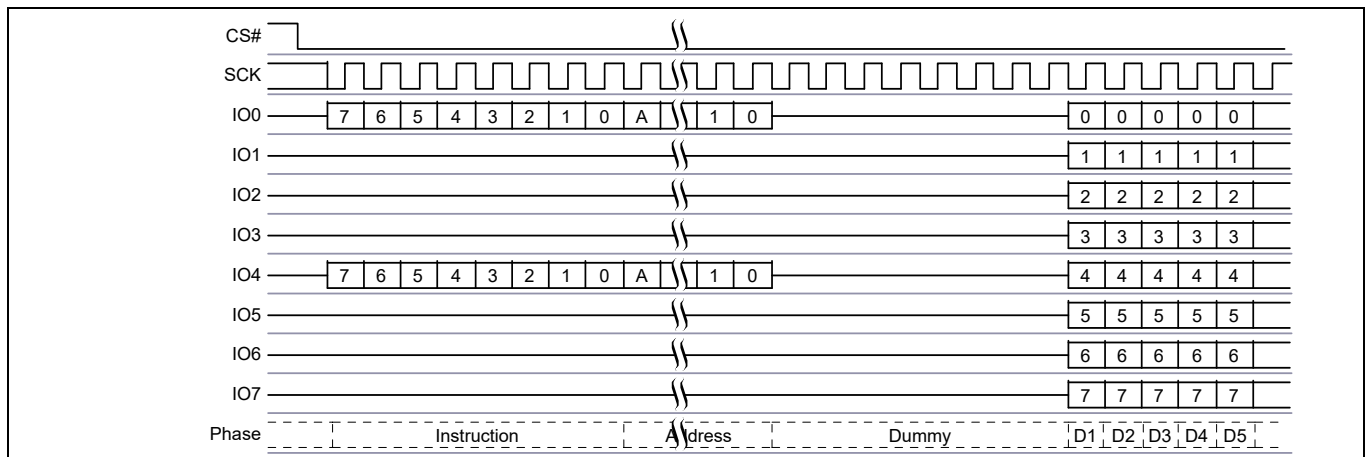 CS#
SCK
IO0 7 6 5 4 3 2 1 0 A 1 0 0 0 0 0 0
IO1 1 1 1 1 1
IO2 2 2 2 2 2
IO3 3 3 3 3 3
IO4 7 6 5 4 3 2 1 0 A 1 0 4 4 4 4 4
IO5 5 5 5 5 5
IO6 6 6 6 6 6
IO7 7 7 7 7 7
Phase Instruction Address Dummy D1 D2 D3 D4 D5